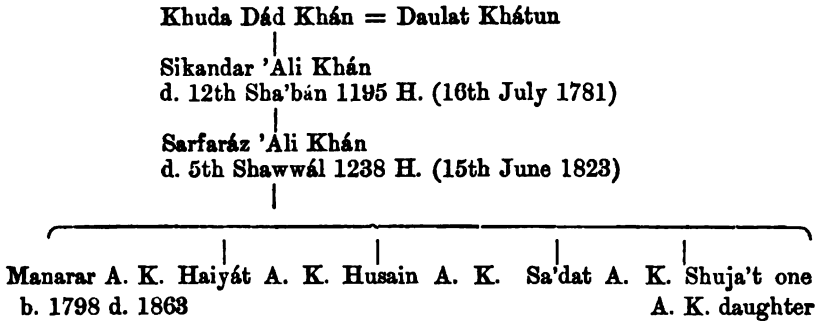 Khuda Dád Khán = Daulat Khátun
Sikandar 'Ali Khán
d. 12th Sha'bán 1195 H. (16th July 1781)
Sarfaráz 'Ali Khán
d. 5th Shawwál 1238 H. (15th June 1823)
Manarar A. K. Haiyát A. K. Husain A. K. Sa'dat A. K. Shuja't one
b. 1798 d. 1863 A. K. daughter